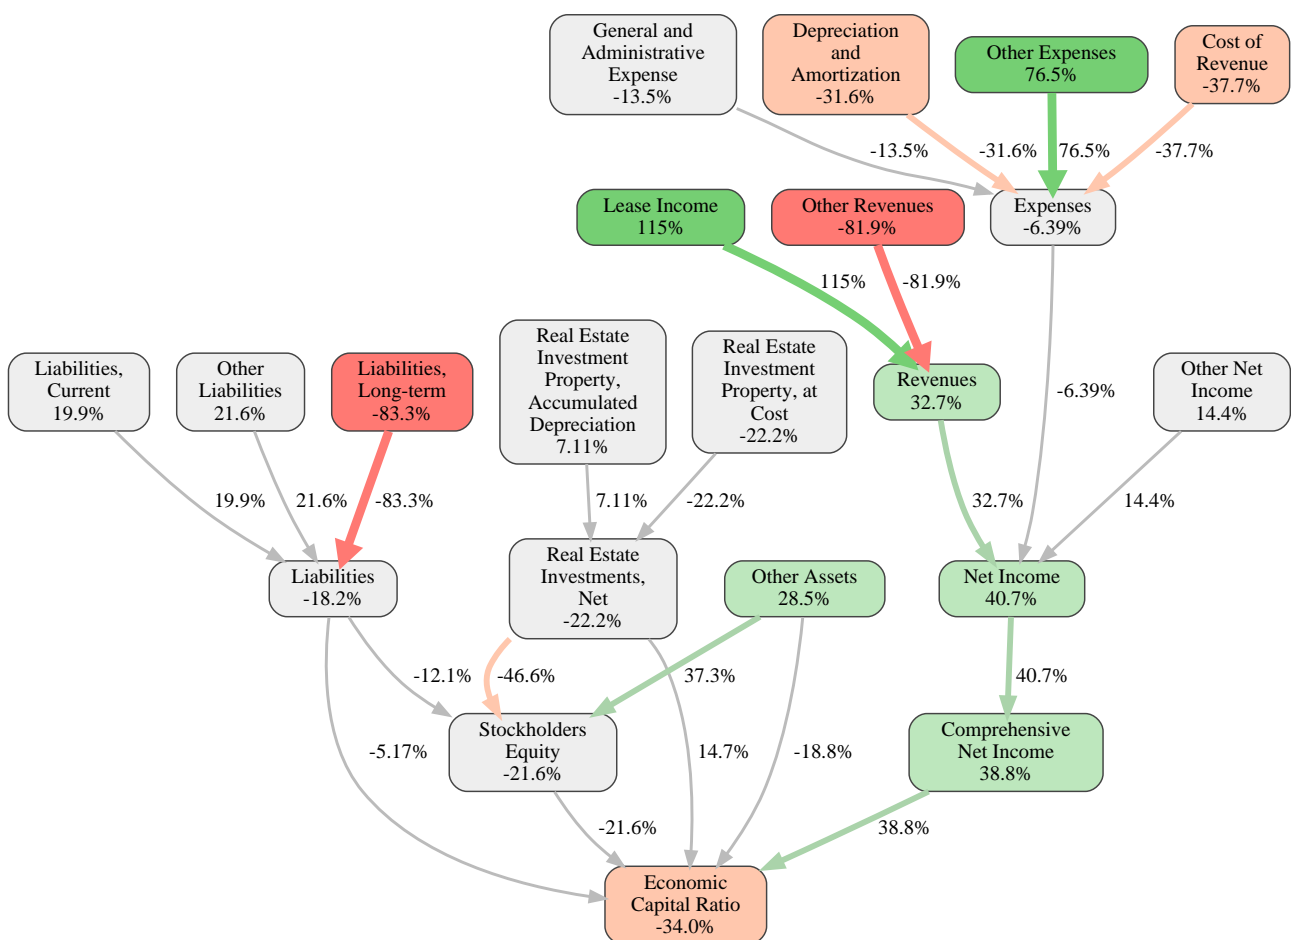 General and
Administrative
Expense
-13.5%
Depreciation
and
Amortization
-31.6%
Other Expenses
76.5%
Cost of
Revenue
-37.7%
-13.5%
-31.6%
76.5%
-37.7%
Lease Income
115%
Other Revenues
-81.9%
Expenses
-6.39%
115%
-81.9%
Liabilities,
Current
19.9%
Other
Liabilities
21.6%
Liabilities,
Long-term
-83.3%
Real Estate
Investment
Property,
Accumulated
Depreciation
7.11%
Real Estate
Investment
Property, at
Cost
-22.2%
Revenues
32.7%
-6.39%
Other Net
Income
14.4%
19.9%
21.6%
-83.3%
7.11%
-22.2%
32.7%
14.4%
Liabilities
-18.2%
Real Estate
Investments,
Net
-22.2%
Other Assets
28.5%
Net Income
40.7%
-12.1%
-46.6%
37.3%
40.7%
-5.17%
Stockholders
Equity
-21.6%
14.7%
-18.8%
Comprehensive
Net Income
38.8%
-21.6%
38.8%
Economic
Capital Ratio
-34.0%